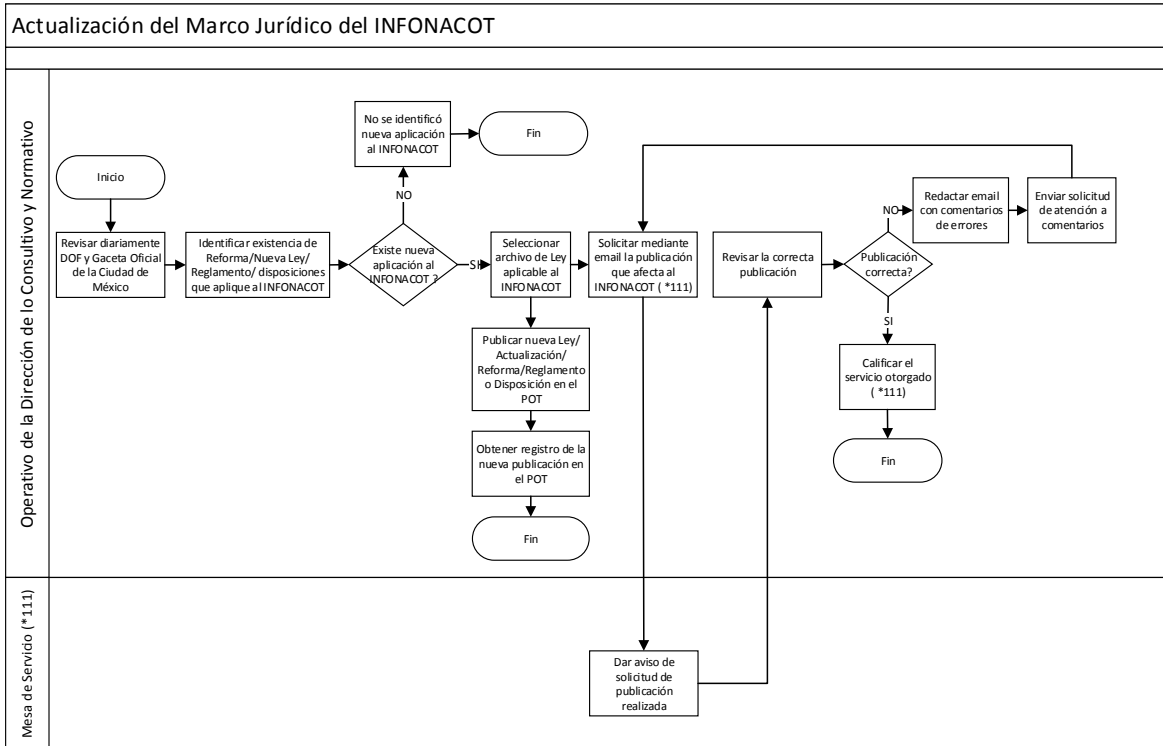 Actualización del Marco Jurídico del INFONACOT
Operativo de la Dirección de lo Consultivo y Normativo
Inicio
Revisar diariamente
DOF y Gaceta Oficial
de la Ciudad de
México
Identificar existencia de
Reforma/Nueva Ley/
Reglamento/ disposiciones
que aplique al INFONACOT
Existe nueva
aplicación al
INFONACOT ?
NO
No se identificó
nueva aplicación
al INFONACOT
Fin
SI
Seleccionar
archivo de Ley
aplicable al
INFONACOT
Publicar nueva Ley/
Actualización/
Reforma/Reglamento
o Disposición en el
POT
Obtener registro de la
nueva publicación en
el POT
Fin
Solicitar mediante
email la publicación
que afecta al
INFONACOT ( *111)
Revisar la correcta
publicación
Publicación
correcta?
NO
Redactar email
con comentarios
de errores
Enviar solicitud
de atención a
comentarios
SI
Calificar el
servicio otorgado
( *111)
Fin
Mesa de Servicio (*111)
Dar aviso de
solicitud de
publicación
realizada